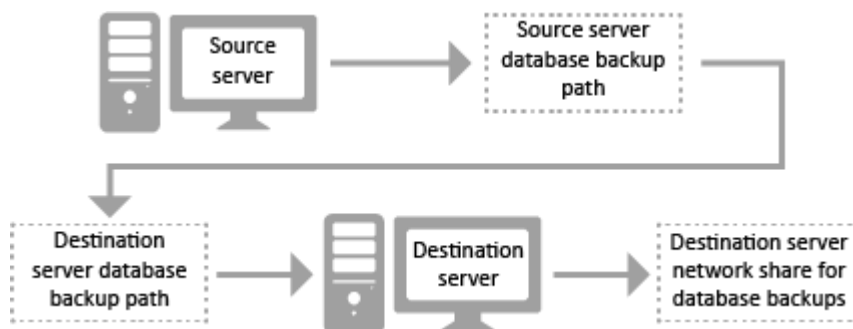 Source
server
Source server
database backup
path
Destination
server database
backup path
Destination
server
Destination server
network share for
database backups